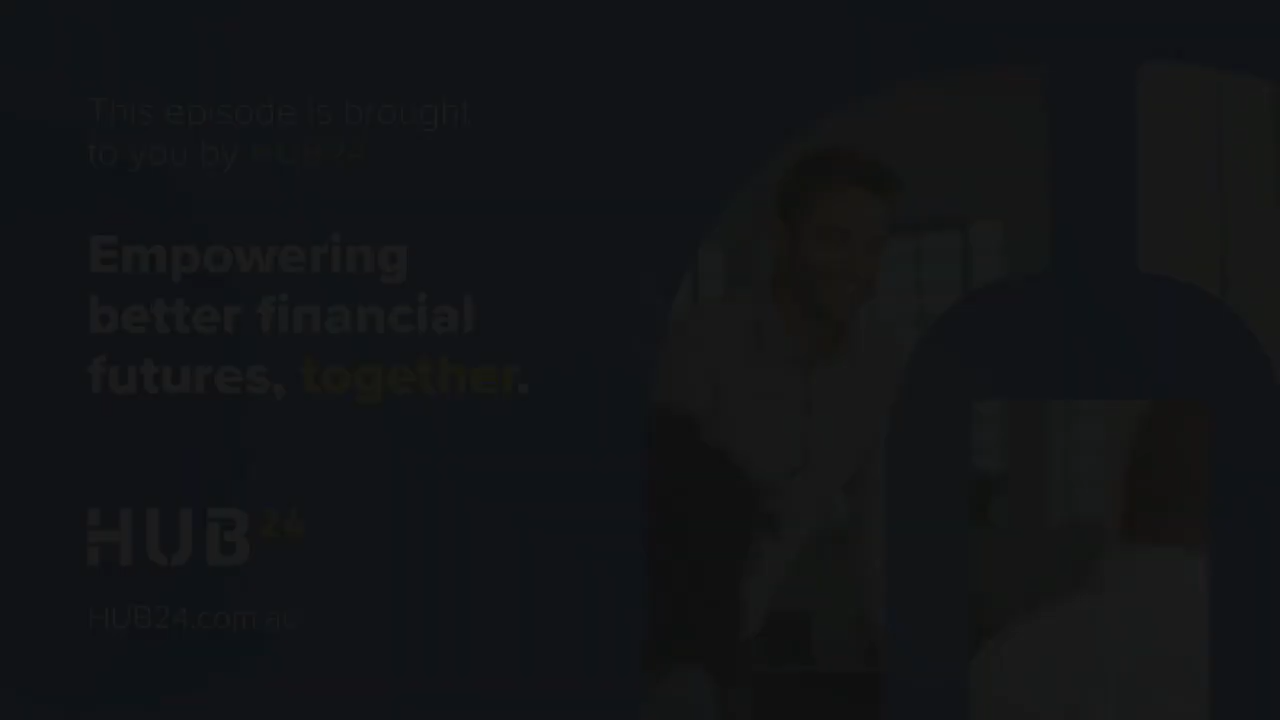 This episode is brought
to you by HUB24
Empowering
better financial
futures, together.
HUB24
HUB24.com.au